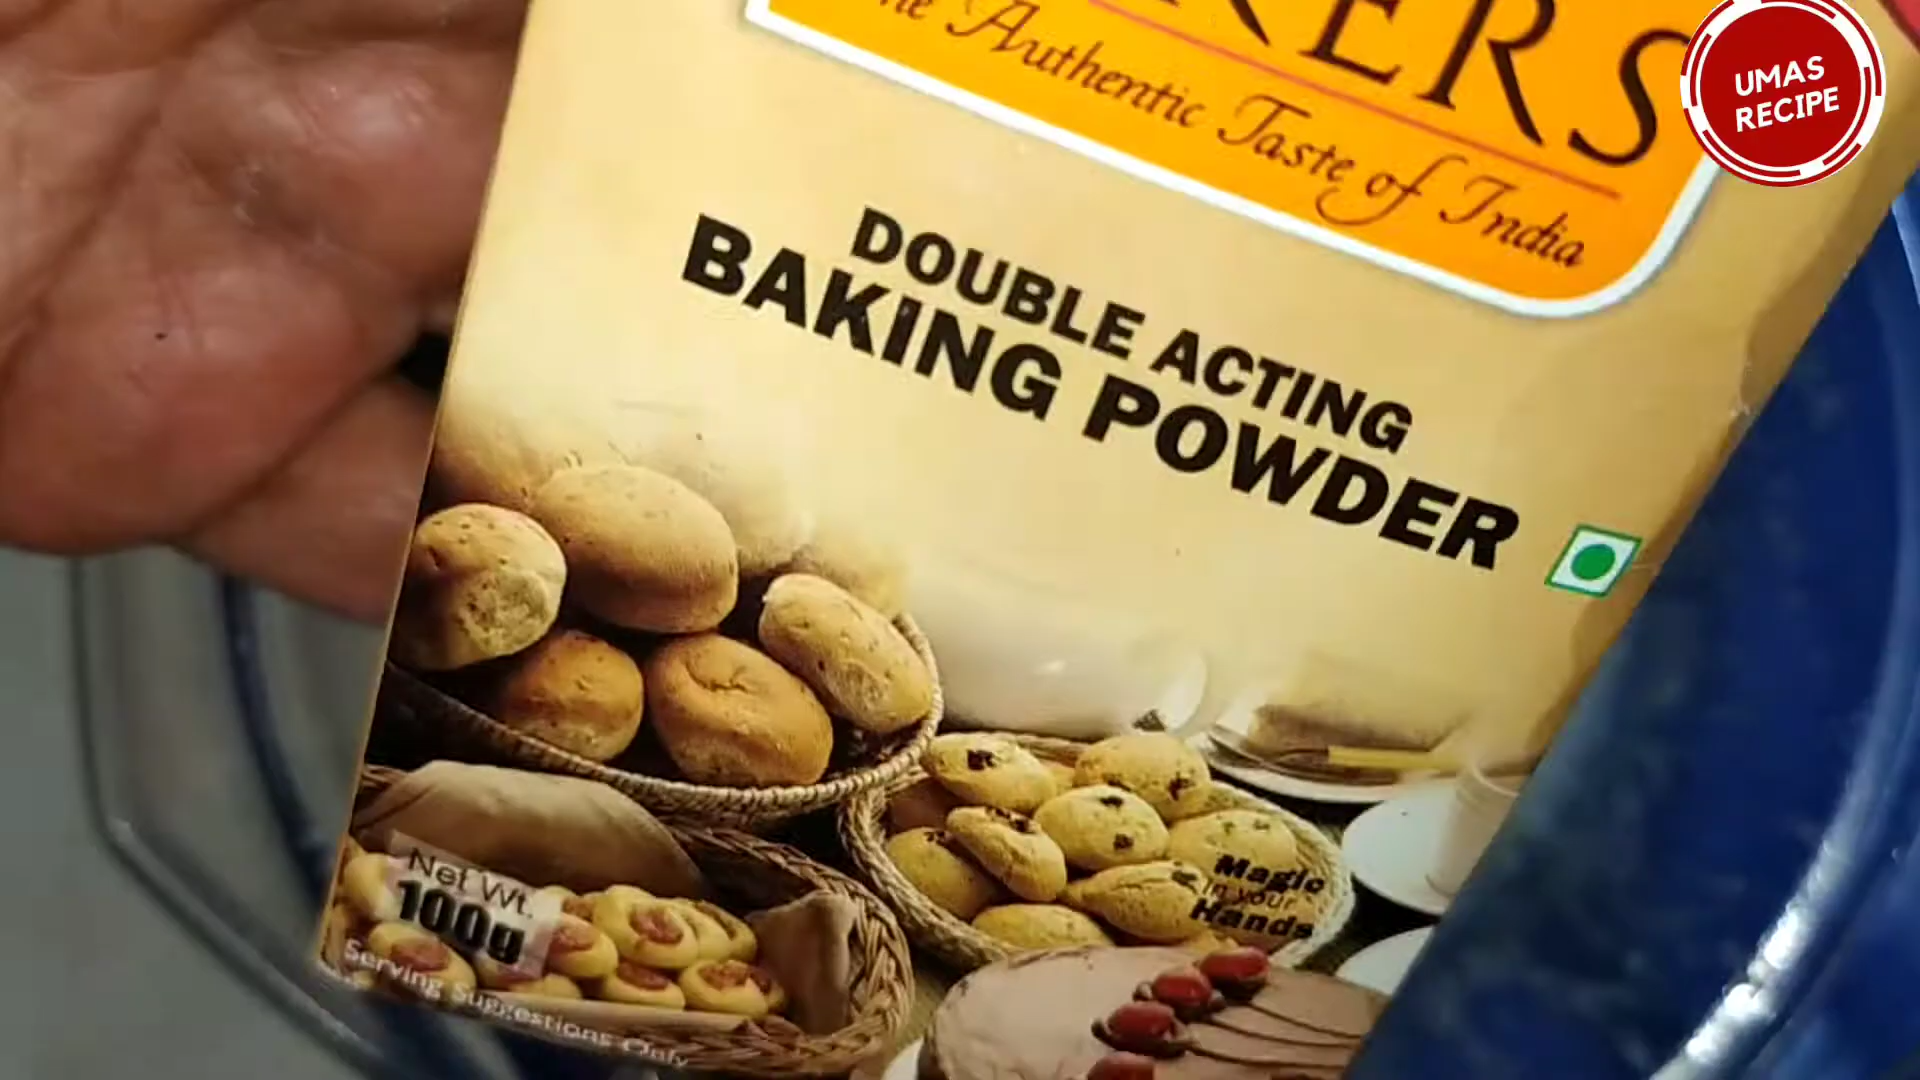 Authentic Taste of India
UMAS
RECIPE
DOUBLE ACTING
BAKING POWDER
Net Wt.
100g
Magic
in your
Hands
Serving Suggestions Only